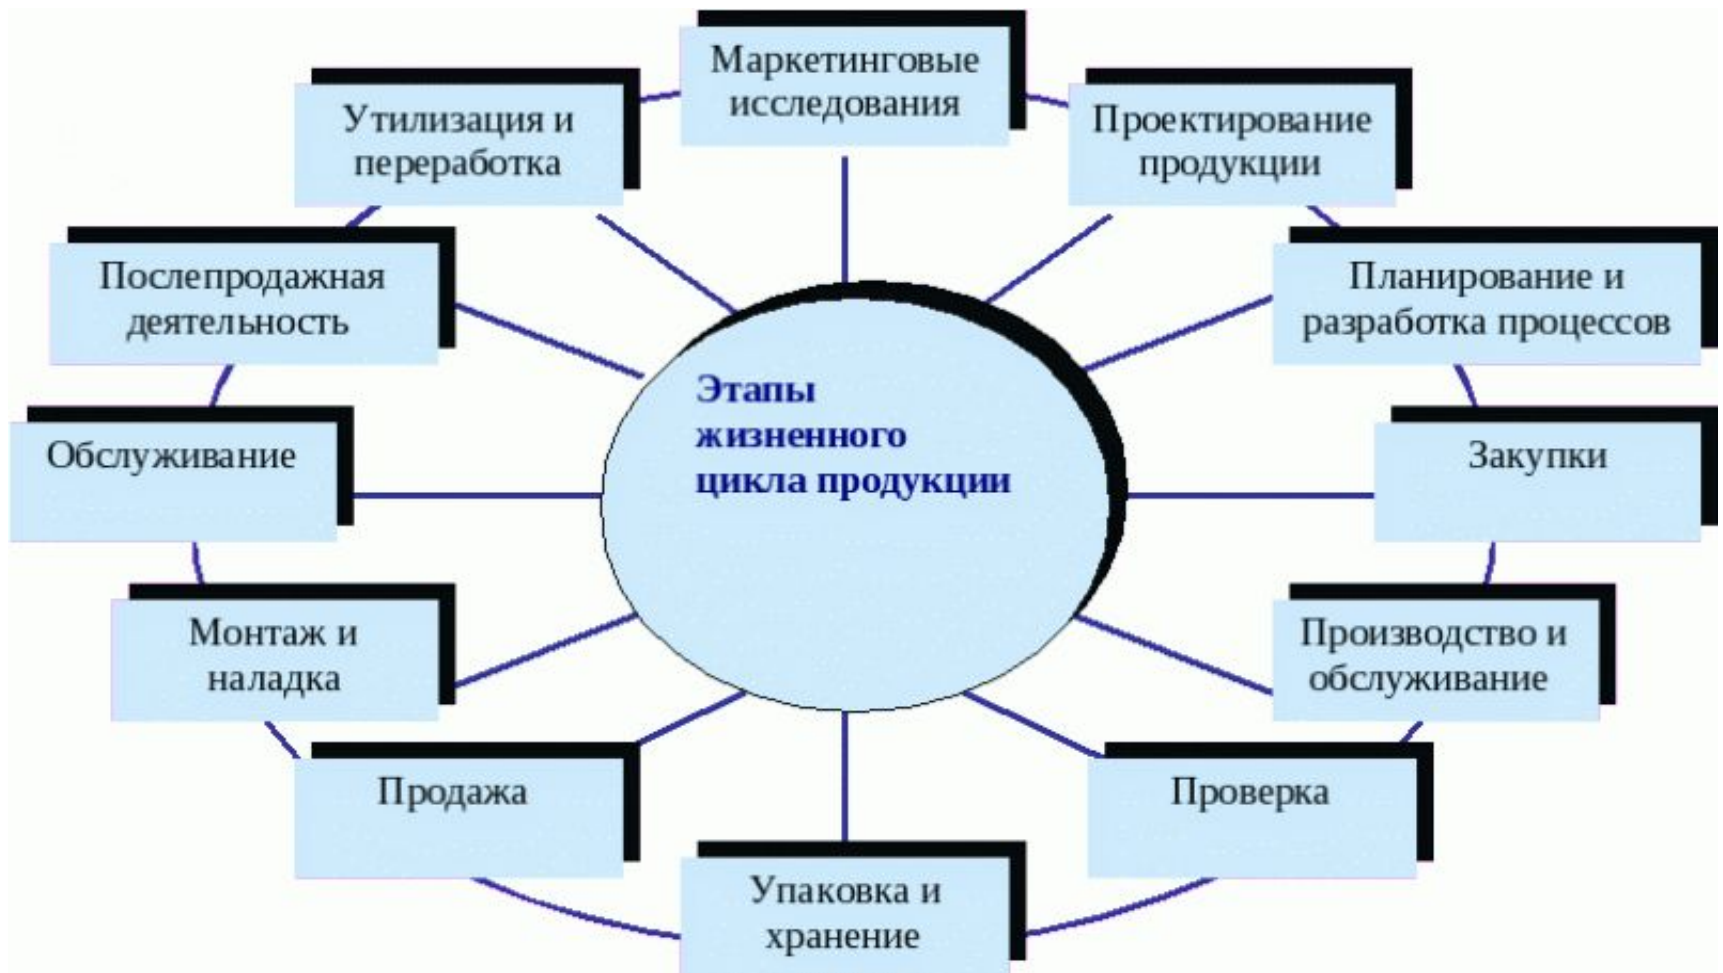 Маркетинговые
исследования
Проектирование
продукции
Планирование и
разработка процессов
Закупки
Производство и
обслуживание
Проверка
Упаковка и
хранение
Продажа
Монтаж и
наладка
Обслуживание
Послепродажная
деятельность
Утилизация и
переработка
Этапы
жизненного
цикла продукции